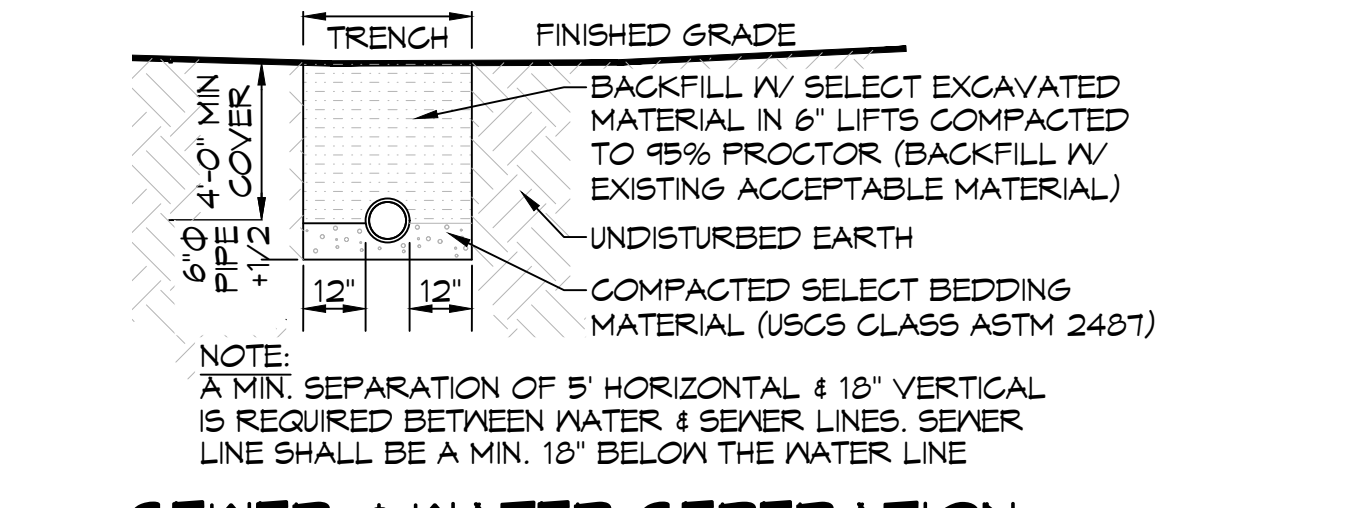 TRENCH
FINISHED GRADE
4'-0" MIN
COVER
6"Φ
PIPE
+1/2
BACKFILL W/ SELECT EXCAVATED
MATERIAL IN 6" LIFTS COMPACTED
TO 95% PROCTOR (BACKFILL W/
EXISTING ACCEPTABLE MATERIAL)
UNDISTURBED EARTH
COMPACTED SELECT BEDDING
MATERIAL (USCS CLASS ASTM 2487)
12"
12"
NOTE:
A MIN. SEPARATION OF 5' HORIZONTAL & 18" VERTICAL
IS REQUIRED BETWEEN WATER & SEWER LINES. SEWER
LINE SHALL BE A MIN. 18" BELOW THE WATER LINE
SEWER & WATER SEPERATION